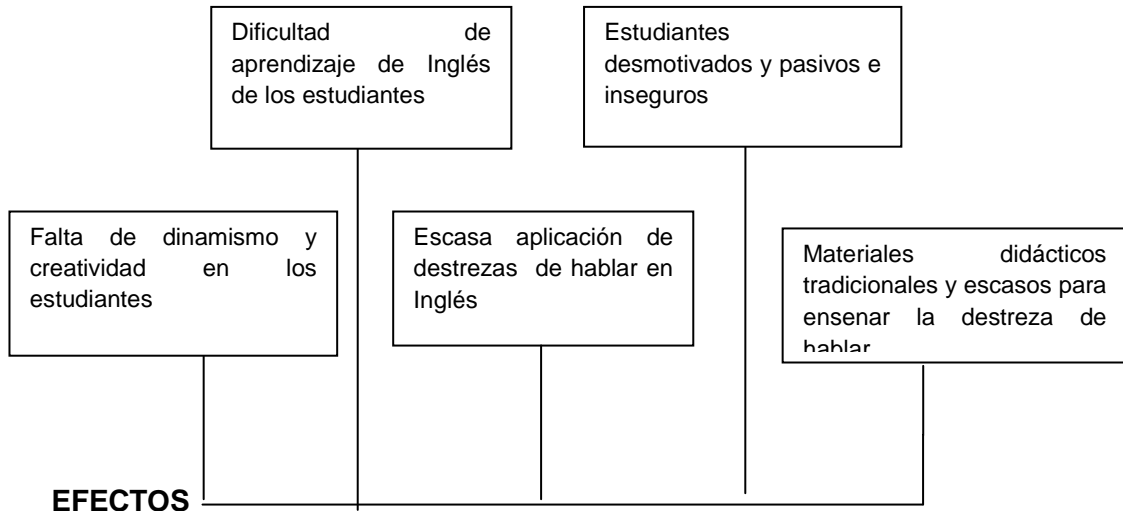 Dificultad de
aprendizaje de Inglés
de los estudiantes
Estudiantes
desmotivados y pasivos e
inseguros
Falta de dinamismo y
creatividad en los
estudiantes
Escasa aplicación de
destrezas de hablar en
Inglés
Materiales didácticos
tradicionales y escasos para
ensenar la destreza de
hablar
EFECTOS